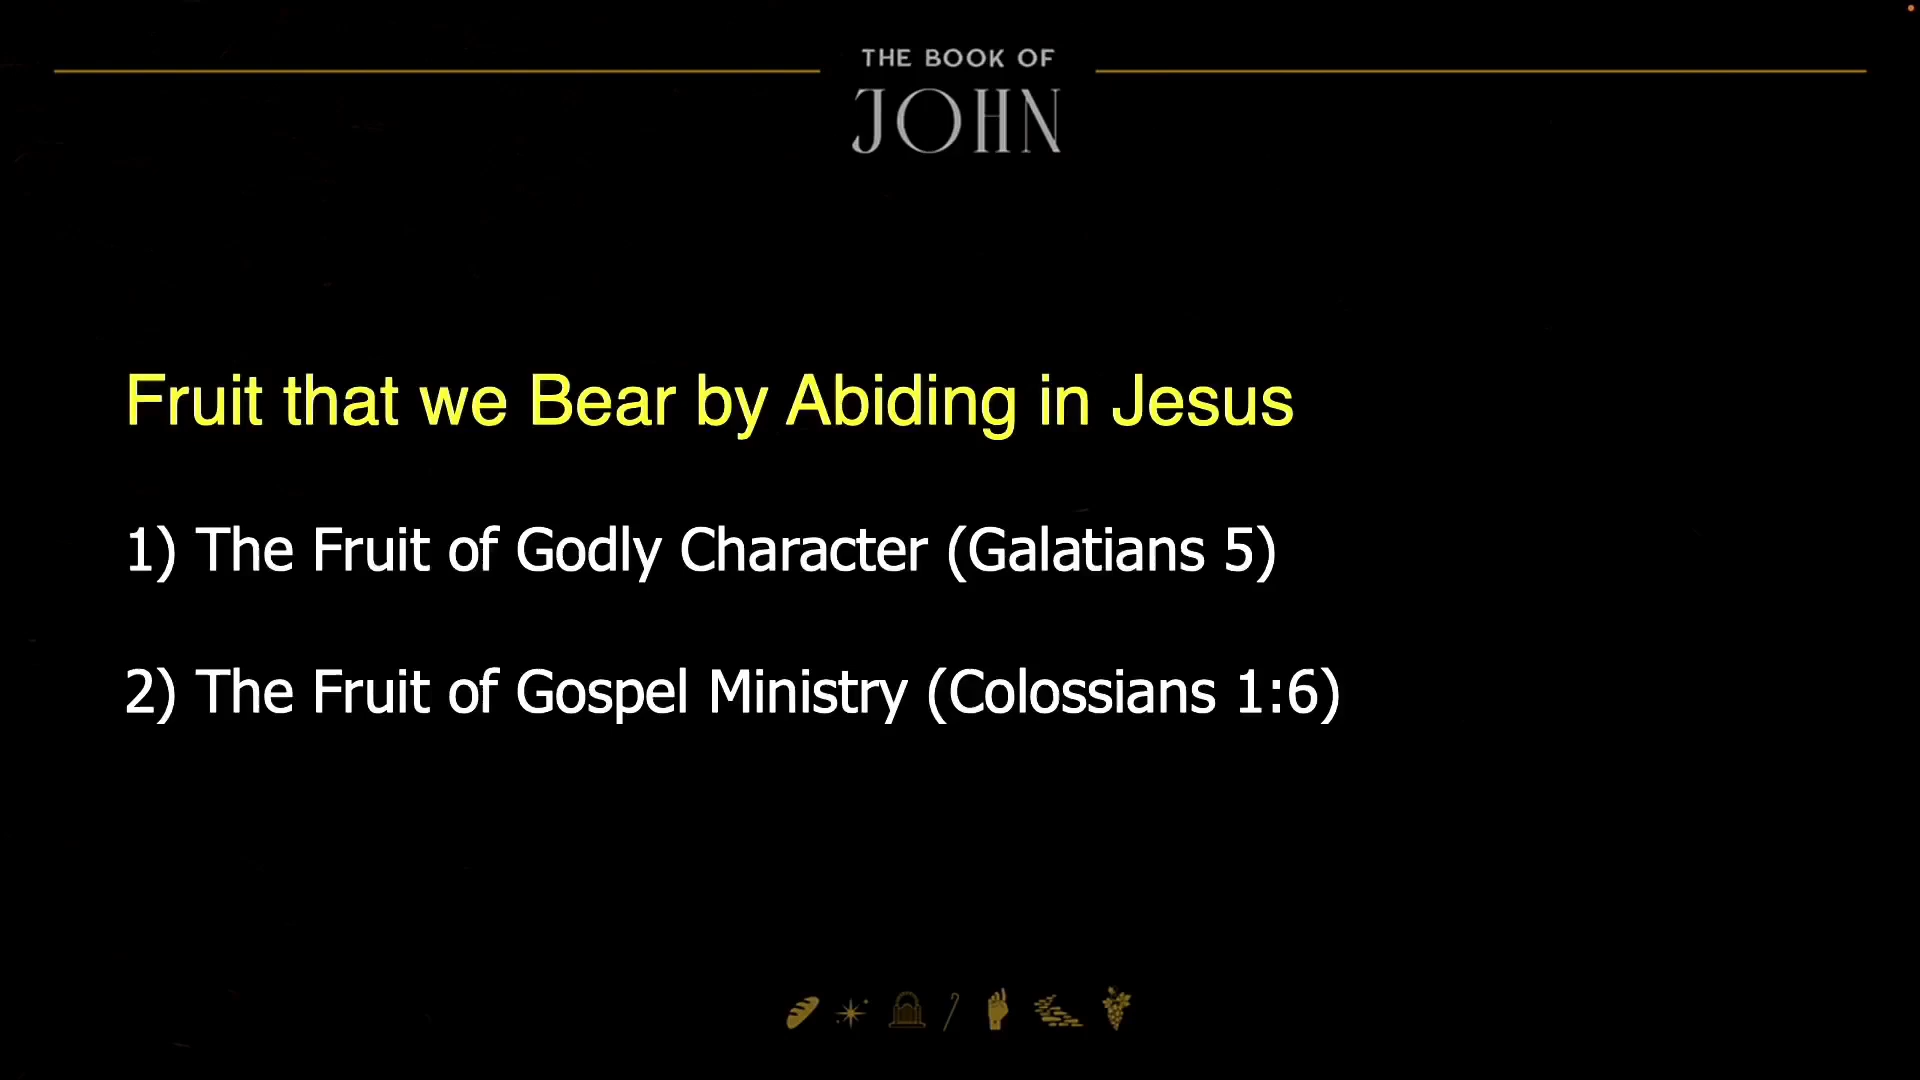 THE BOOK OF
JOHN
Fruit that we Bear by Abiding in Jesus
1) The Fruit of Godly Character (Galatians 5)
2) The Fruit of Gospel Ministry (Colossians 1:6)